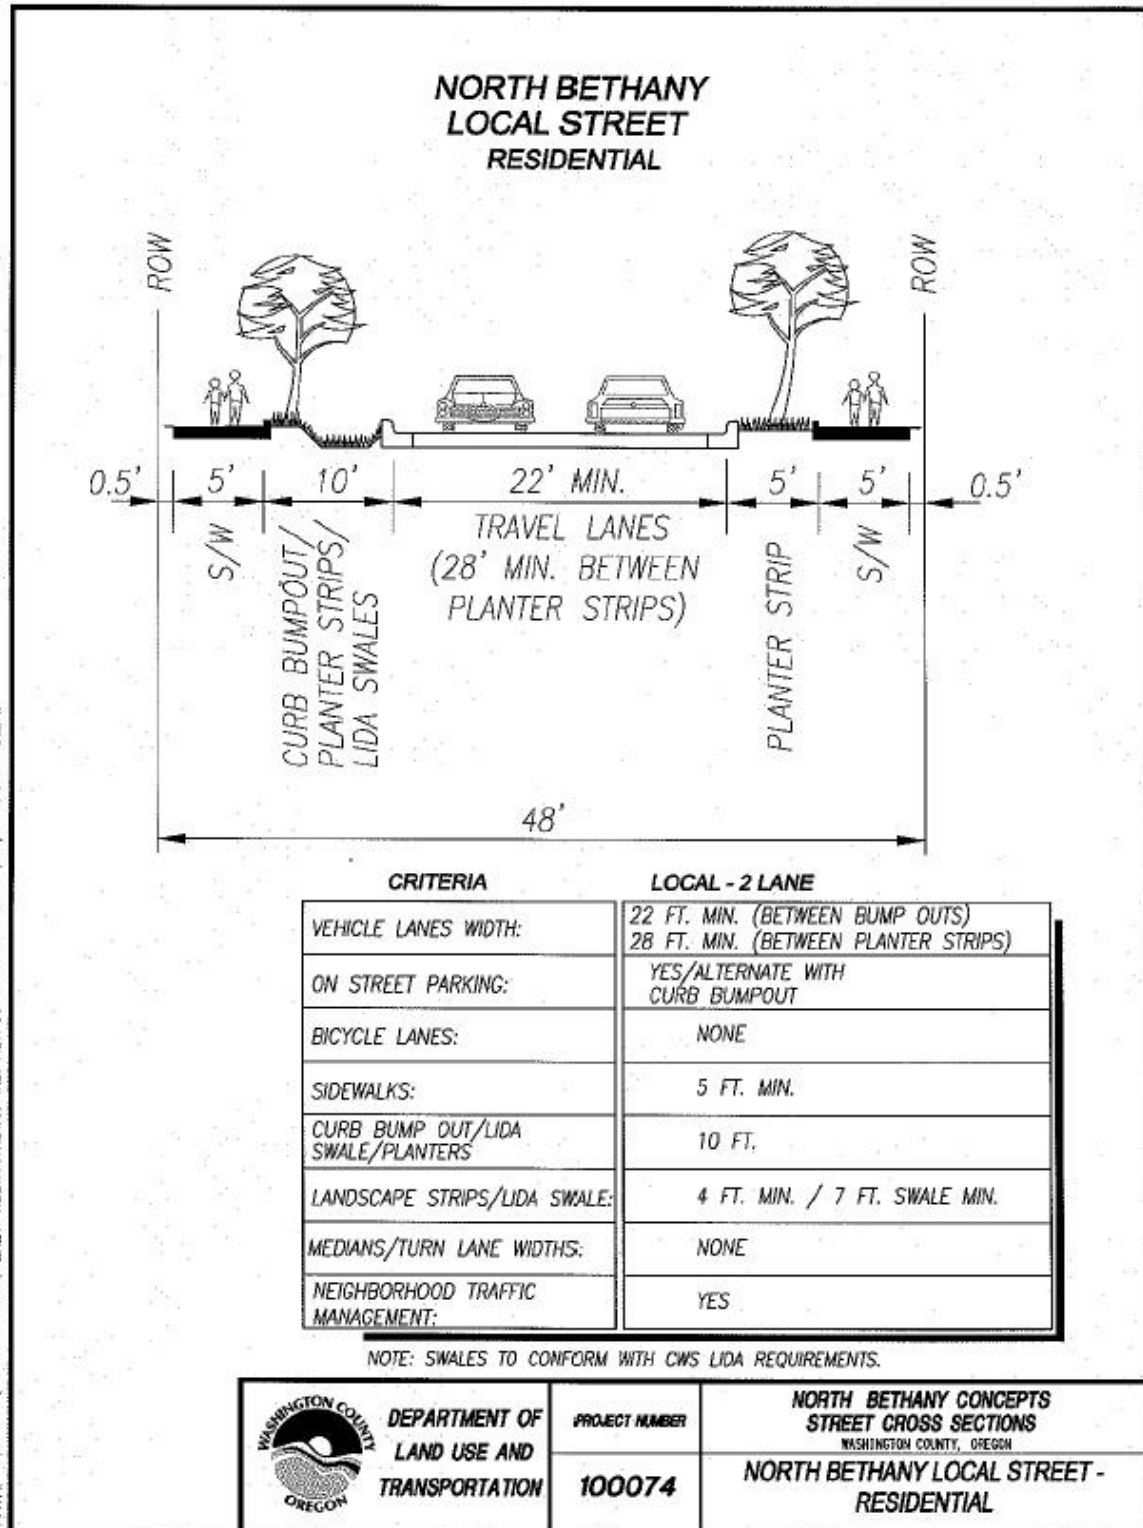 NORTH BETHANY
LOCAL STREET
RESIDENTIAL
ROW
ROW
0.5'
5'
10'
22' MIN.
5'
5'
0.5'
S/W
CURB BUMPOUT/
PLANTER STRIPS/
LIDA SWALES
TRAVEL LANES
(28' MIN. BETWEEN
PLANTER STRIPS)
PLANTER STRIP
S/W
48'
CRITERIA
LOCAL - 2 LANE
VEHICLE LANES WIDTH:
22 FT. MIN. (BETWEEN BUMP OUTS)
28 FT. MIN. (BETWEEN PLANTER STRIPS)
ON STREET PARKING:
YES/ALTERNATE WITH
CURB BUMPOUT
BICYCLE LANES:
NONE
SIDEWALKS:
5 FT. MIN.
CURB BUMP OUT/LIDA
SWALE/PLANTERS
10 FT.
LANDSCAPE STRIPS/LIDA SWALE:
4 FT. MIN. / 7 FT. SWALE MIN.
MEDIANS/TURN LANE WIDTHS:
NONE
NEIGHBORHOOD TRAFFIC
MANAGEMENT:
YES
NOTE: SWALES TO CONFORM WITH CWS LIDA REQUIREMENTS.
WASHINGTON COUNTY
OREGON
DEPARTMENT OF
LAND USE AND
TRANSPORTATION
PROJECT NUMBER
100074
NORTH BETHANY CONCEPTS
STREET CROSS SECTIONS
WASHINGTON COUNTY, OREGON
NORTH BETHANY LOCAL STREET -
RESIDENTIAL